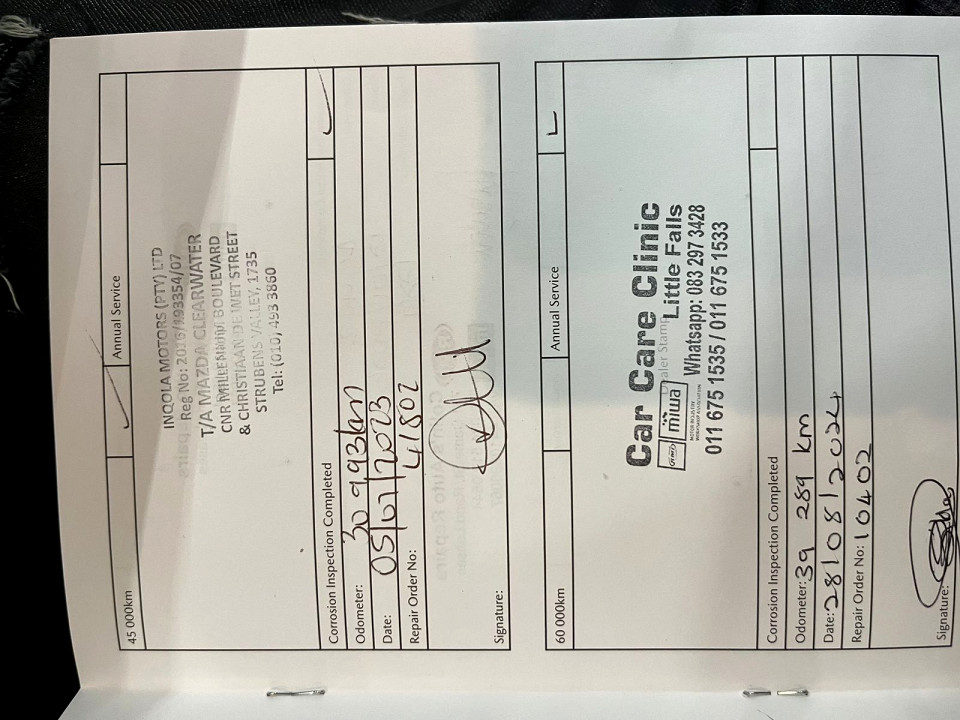 45 000km
Annual Service
INQOLA MOTORS (PTY) LTD
Reg No: 2016/193354/07
T/A MAZDA CLEARWATER
CNR MILLENNIUM BOULEVARD
& CHRISTIAAN DE WET STREET
STRUBENS VALLEY, 1735
Tel: (010) 493 3860
Corrosion Inspection Completed
Odometer: 30 993km
Date: 05/07/2023
Repair Order No: 41802
Signature:
60 000km
Annual Service
Car Care Clinic
Dealer Stamp
miwa Little Falls
Whatsapp: 083 297 3428
011 675 1535 / 011 675 1533
Corrosion Inspection Completed
Odometer: 39 289 km
Date: 28/08/2024
Repair Order No: 10402
Signature: